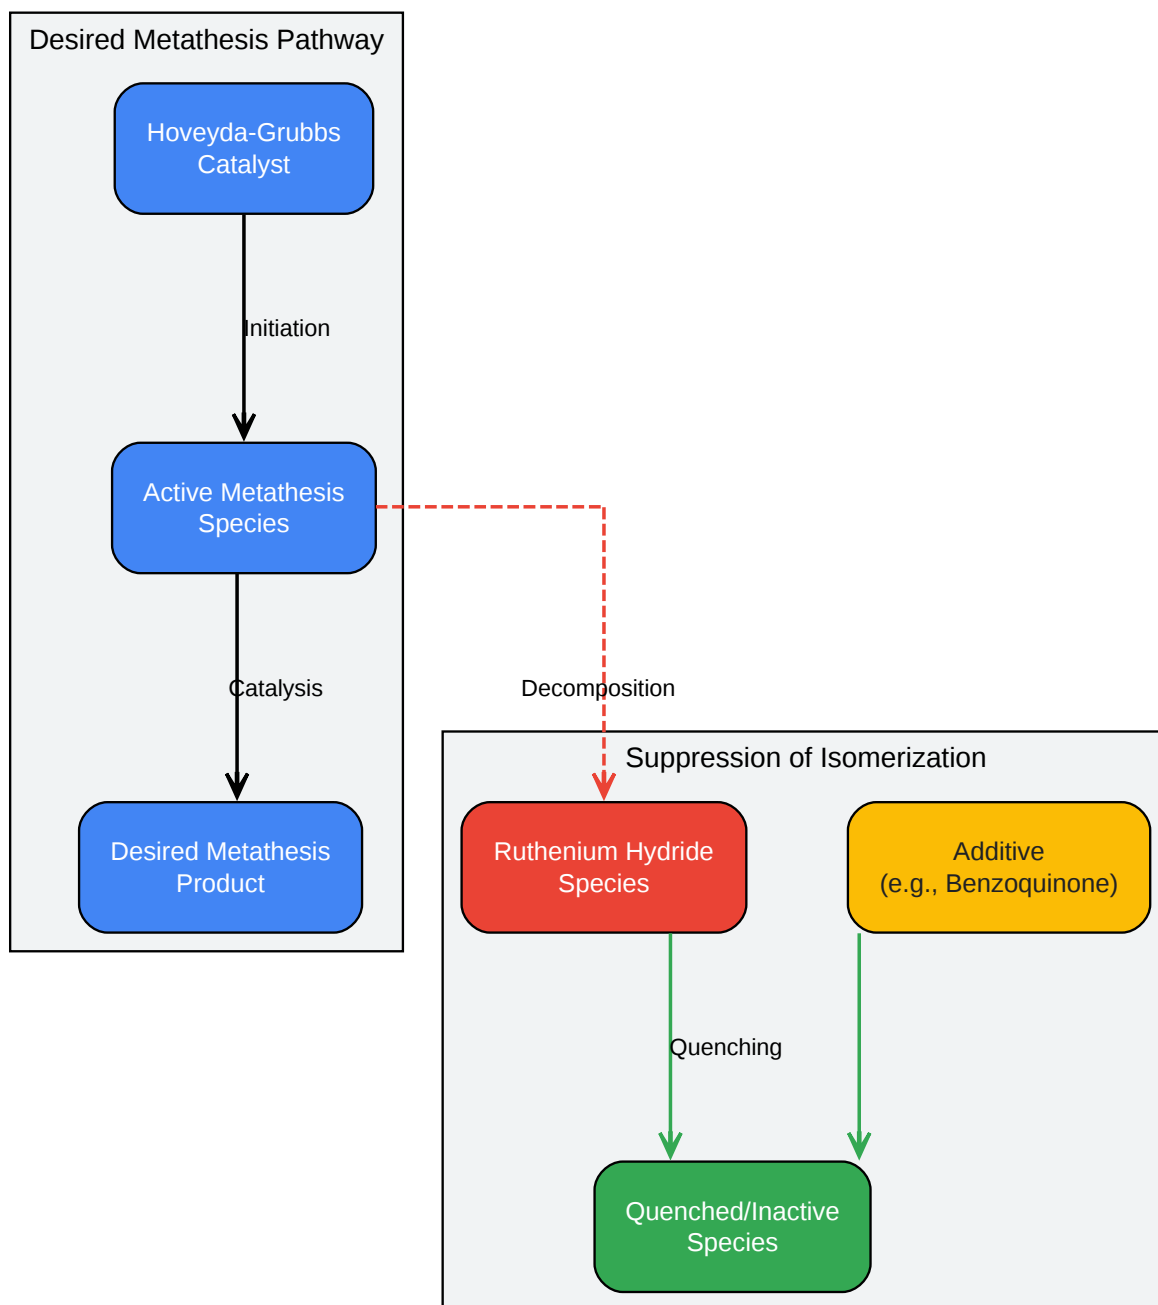 Desired Metathesis Pathway
Hoveyda-Grubbs
Catalyst
Initiation
Active Metathesis
Species
Catalysis
Decomposition
Desired Metathesis
Product
Suppression of Isomerization
Ruthenium Hydride
Species
Additive
(e.g., Benzoquinone)
Quenching
Quenched/Inactive
Species